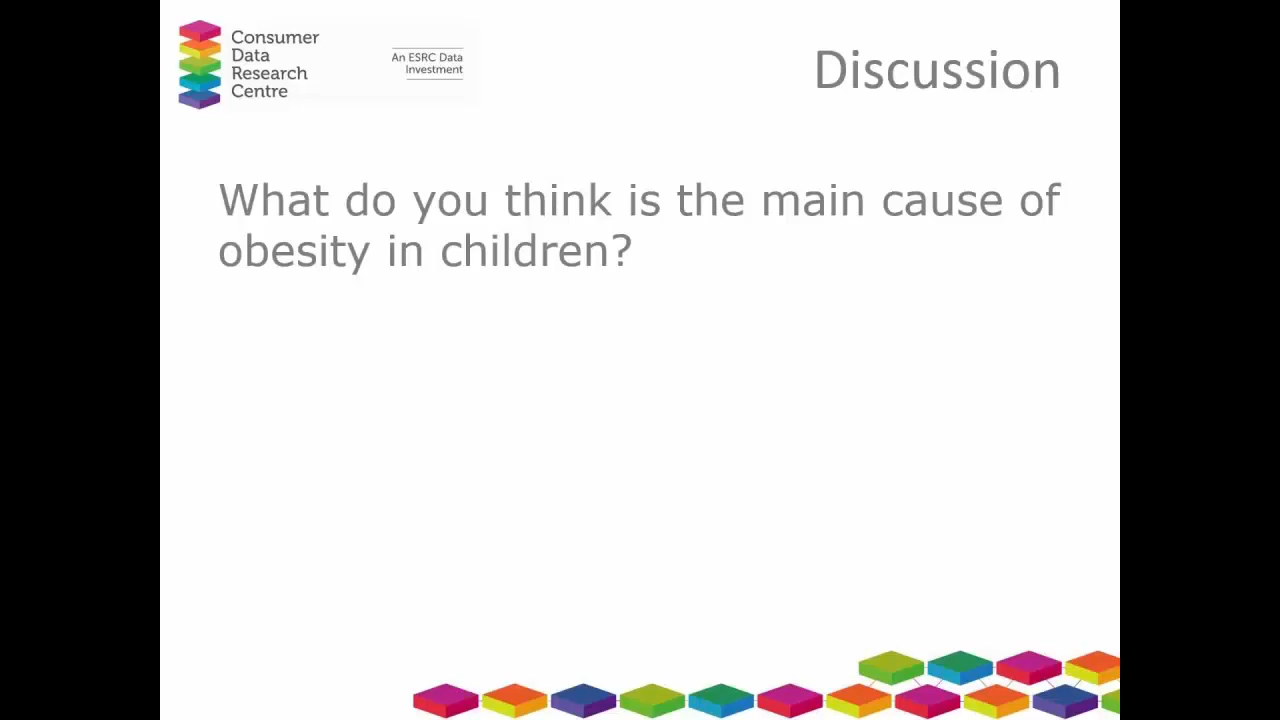 Consumer
Data
Research
Centre
An ESRC Data
Investment
Discussion
What do you think is the main cause of
obesity in children?